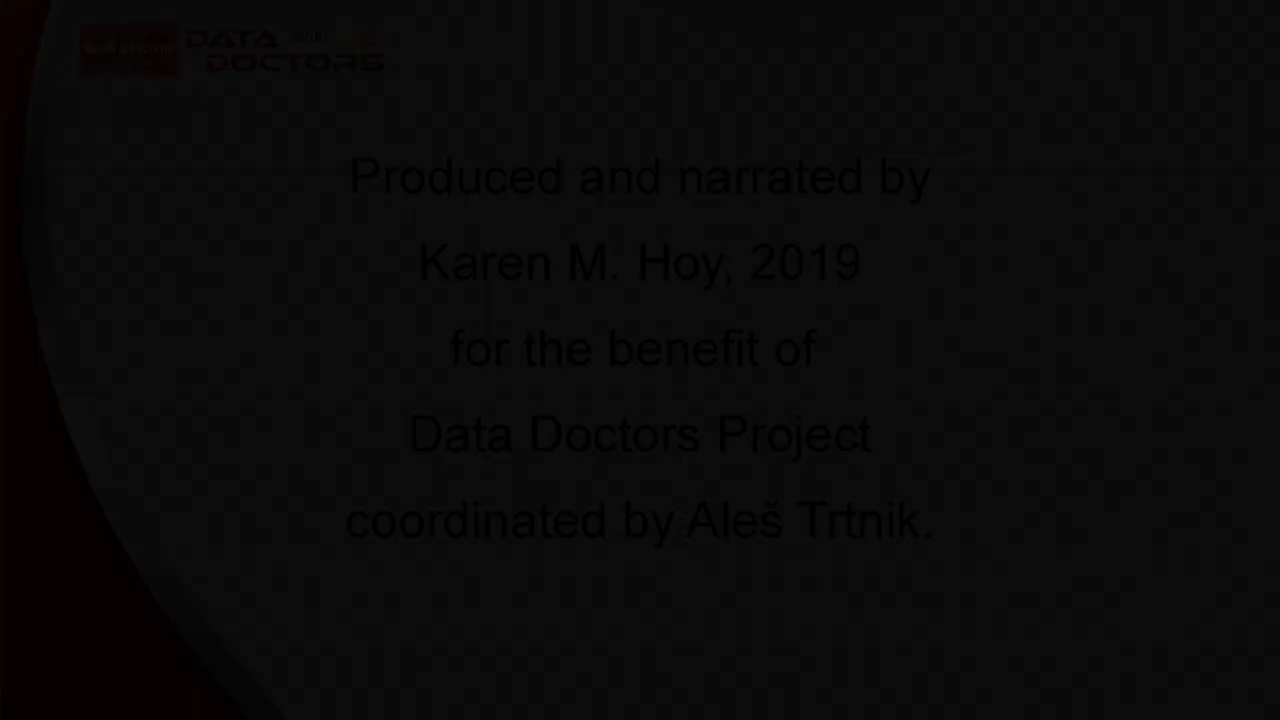 DATA
DOCTORS
Produced and narrated by
Karen M. Hoy, 2019
for the benefit of
Data Doctors Project
coordinated by Aleš Trtnik.